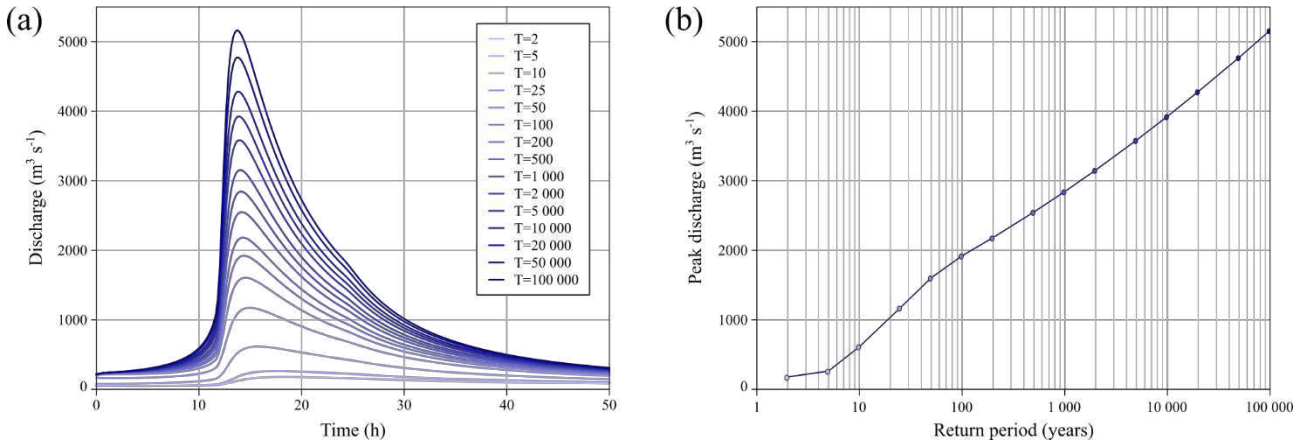 (a)
Discharge (m³ s⁻¹)
5000
4000
3000
2000
1000
0
0 10 20 30 40 50
Time (h)
T=2
T=5
T=10
T=25
T=50
T=100
T=200
T=500
T=1 000
T=2 000
T=5 000
T=10 000
T=20 000
T=50 000
T=100 000
(b)
Peak discharge (m³ s⁻¹)
5000
4000
3000
2000
1000
0
1 10 100 1 000 10 000 100 000
Return period (years)